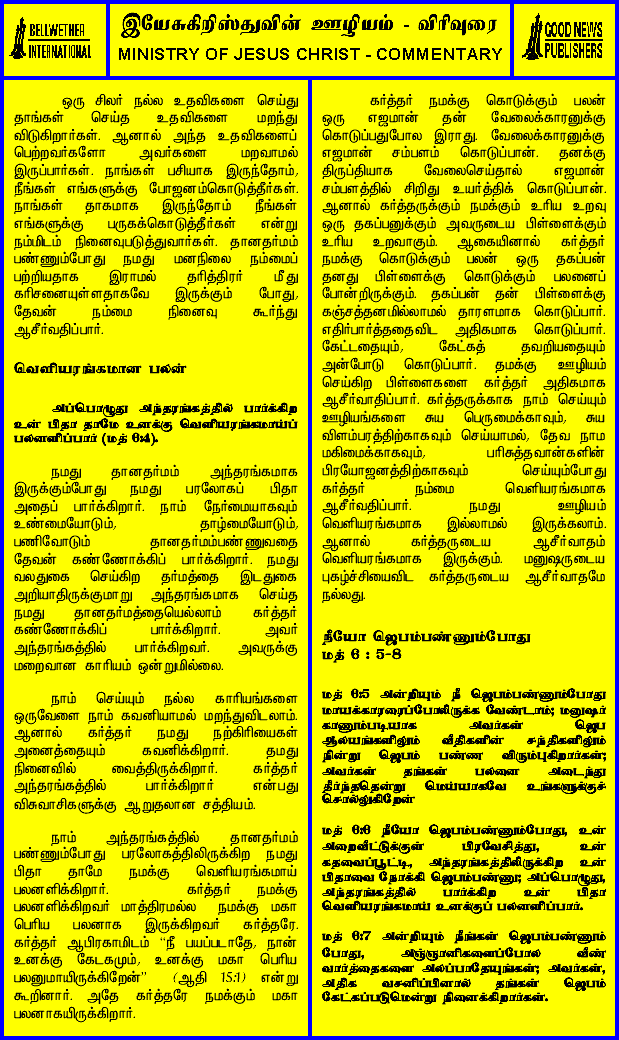 BELLWETHER
INTERNATIONAL
இயேசுகிறிஸ்துவின் ஊழியம் - விரிவுரை
MINISTRY OF JESUS CHRIST - COMMENTARY
GOOD NEWS
PUBLISHERS
ஒரு சிலர் நல்ல உதவிகளை செய்து
தாங்கள் செய்த உதவிகளை மறந்து
விடுகிறார்கள். ஆனால் அந்த உதவிகளைப்
பெற்றவர்களோ அவர்களை மறவாமல்
இருப்பார்கள். நாங்கள் பசியாக இருந்தோம்,
நீங்கள் எங்களுக்கு போஜனம்கொடுத்தீர்கள்.
நாங்கள் தாகமாக இருந்தோம் நீங்கள்
எங்களுக்கு பருகக்கொடுத்தீர்கள் என்று
நம்மிடம் நினைவுபடுத்துவார்கள். தானதர்மம்
பண்ணும்போது நமது மனநிலை நம்மைப்
பற்றியதாக இராமல் தரித்திரர் மீது
கரிசனையுள்ளதாகவே இருக்கும் போது,
தேவன் நம்மை நினைவு கூர்ந்து
ஆசீர்வதிப்பார்.
வெளியரங்கமான பலன்
அப்பொழுது அந்தரங்கத்தில் பார்க்கிற
உன் பிதா தாமே உனக்கு வெளியரங்கமாய்ப்
பலனளிப்பார் (மத் 6:4).
நமது தானதர்மம் அந்தரங்கமாக
இருக்கும்போது நமது பரலோகப் பிதா
அதைப் பார்க்கிறார். நாம் நேர்மையாகவும்
உண்மையோடும், தாழ்மையோடும்,
பணிவோடும் தானதர்மம்பண்ணுவதை
தேவன் கண்ணோக்கிப் பார்க்கிறார். நமது
வலதுகை செய்கிற தர்மத்தை இடதுகை
அறியாதிருக்குமாறு அந்தரங்கமாக செய்த
நமது தானதர்மத்தையெல்லாம் கர்த்தர்
கண்ணோக்கிப் பார்க்கிறார். அவர்
அந்தரங்கத்தில் பார்க்கிறவர். அவருக்கு
மறைவான காரியம் ஒன்றுமில்லை.
நாம் செய்யும் நல்ல காரியங்களை
ஒருவேளை நாம் கவனியாமல் மறந்துவிடலாம்.
ஆனால் கர்த்தர் நமது நற்கிரியைகள்
அனைத்தையும் கவனிக்கிறார். தமது
நினைவில் வைத்திருக்கிறார். கர்த்தர்
அந்தரங்கத்தில் பார்க்கிறார் என்பது
விசுவாசிகளுக்கு ஆறுதலான சத்தியம்.
நாம் அந்தரங்கத்தில் தானதர்மம்
பண்ணும்போது பரலோகத்திலிருக்கிற நமது
பிதா தாமே நமக்கு வெளியரங்கமாய்
பலனளிக்கிறார். கர்த்தர் நமக்கு
பலனளிக்கிறவர் மாத்திரமல்ல நமக்கு மகா
பெரிய பலனாக இருக்கிறவர் கர்த்தரே.
கர்த்தர் ஆபிரகாமிடம் "நீ பயப்படாதே, நான்
உனக்கு கேடகமும், உனக்கு மகா பெரிய
பலனுமாயிருக்கிறேன்" (ஆதி 15:1) என்று
கூறினார். அதே கர்த்தரே நமக்கும் மகா
பலனாகயிருக்கிறார்.
கர்த்தர் நமக்கு கொடுக்கும் பலன்
ஒரு எஜமான் தன் வேலைக்காரனுக்கு
கொடுப்பதுபோல இராது. வேலைக்காரனுக்கு
எஜமான் சம்பளம் கொடுப்பான். தனக்கு
திருப்தியாக வேலைசெய்தால் எஜமான்
சம்பளத்தில் சிறிது உயர்த்திக் கொடுப்பான்.
ஆனால் கர்த்தருக்கும் நமக்கும் உரிய உறவு
ஒரு தகப்பனுக்கும் அவருடைய பிள்ளைக்கும்
உரிய உறவாகும். ஆகையினால் கர்த்தர்
நமக்கு கொடுக்கும் பலன் ஒரு தகப்பன்
தனது பிள்ளைக்கு கொடுக்கும் பலனைப்
போன்றிருக்கும். தகப்பன் தன் பிள்ளைக்கு
கஞ்சத்தனமில்லாமல் தாராளமாக கொடுப்பார்.
எதிர்பார்த்ததைவிட அதிகமாக கொடுப்பார்.
கேட்டதையும், கேட்கத் தவறியதையும்
அன்போடு கொடுப்பார். தமக்கு ஊழியம்
செய்கிற பிள்ளைகளை கர்த்தர் அதிகமாக
ஆசீர்வாதிப்பார். கர்த்தருக்காக நாம் செய்யும்
ஊழியங்களை சுய பெருமைக்காவும், சுய
விளம்பரத்திற்காகவும் செய்யாமல், தேவ நாம
மகிமைக்காகவும், பரிசுத்தவான்களின்
பிரயோஜனத்திற்காகவும் செய்யும்போது
கர்த்தர் நம்மை வெளியரங்கமாக
ஆசீர்வதிப்பார். நமது ஊழியம்
வெளியரங்கமாக இல்லாமல் இருக்கலாம்.
ஆனால் கர்த்தருடைய ஆசீர்வாதம்
வெளியரங்கமாக இருக்கும். மனுஷருடைய
புகழ்ச்சியைவிட கர்த்தருடைய ஆசீர்வாதமே
நல்லது.
நீயோ ஜெபம்பண்ணும்போது
மத் 6 : 5-8
மத் 6:5 அன்றியும் நீ ஜெபம்பண்ணும்போது
மாயக்காரரைப்போலிருக்க வேண்டாம்; மனுஷர்
காணும்படியாக அவர்கள் ஜெப
ஆலயங்களிலும் வீதிகளின் சந்திகளிலும்
நின்று ஜெபம் பண்ண விரும்புகிறார்கள்;
அவர்கள் தங்கள் பலனை அடைந்து
தீர்ந்ததென்று மெய்யாகவே உங்களுக்குச்
சொல்லுகிறேன்
மத் 6:6 நீயோ ஜெபம்பண்ணும்போது, உன்
அறைவீட்டுக்குள் பிரவேசித்து, உன்
கதவைப்பூட்டி, அந்தரங்கத்திலிருக்கிற உன்
பிதாவை நோக்கி ஜெபம்பண்ணு; அப்பொழுது,
அந்தரங்கத்தில் பார்க்கிற உன் பிதா
வெளியரங்கமாய் உனக்குப் பலனளிப்பார்.
மத் 6:7 அன்றியும் நீங்கள் ஜெபம்பண்ணும்
போது, அஞ்ஞானிகளைப்போல வீண்
வார்த்தைகளை அலப்பாதேயுங்கள்; அவர்கள்,
அதிக வசனிப்பினால் தங்கள் ஜெபம்
கேட்கப்படுமென்று நினைக்கிறார்கள்.